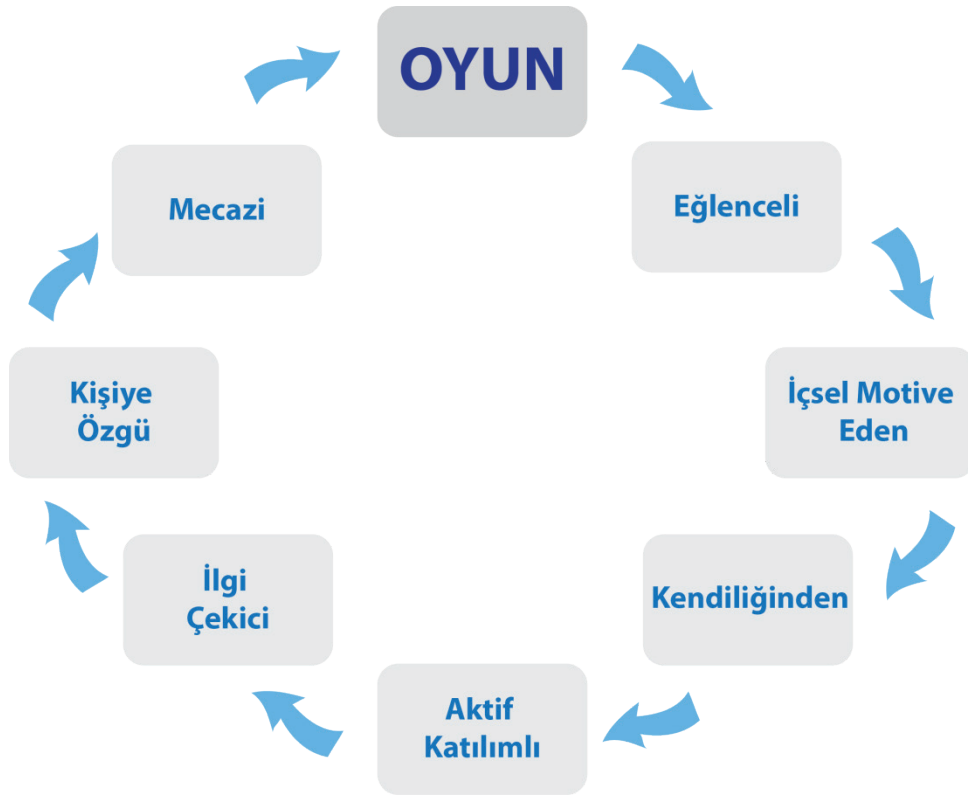 OYUN
Eğlenceli
İçsel Motive
Eden
Kendiliğinden
Aktif
Katılımlı
İlgi
Çekici
Kişiye
Özgü
Mecazi